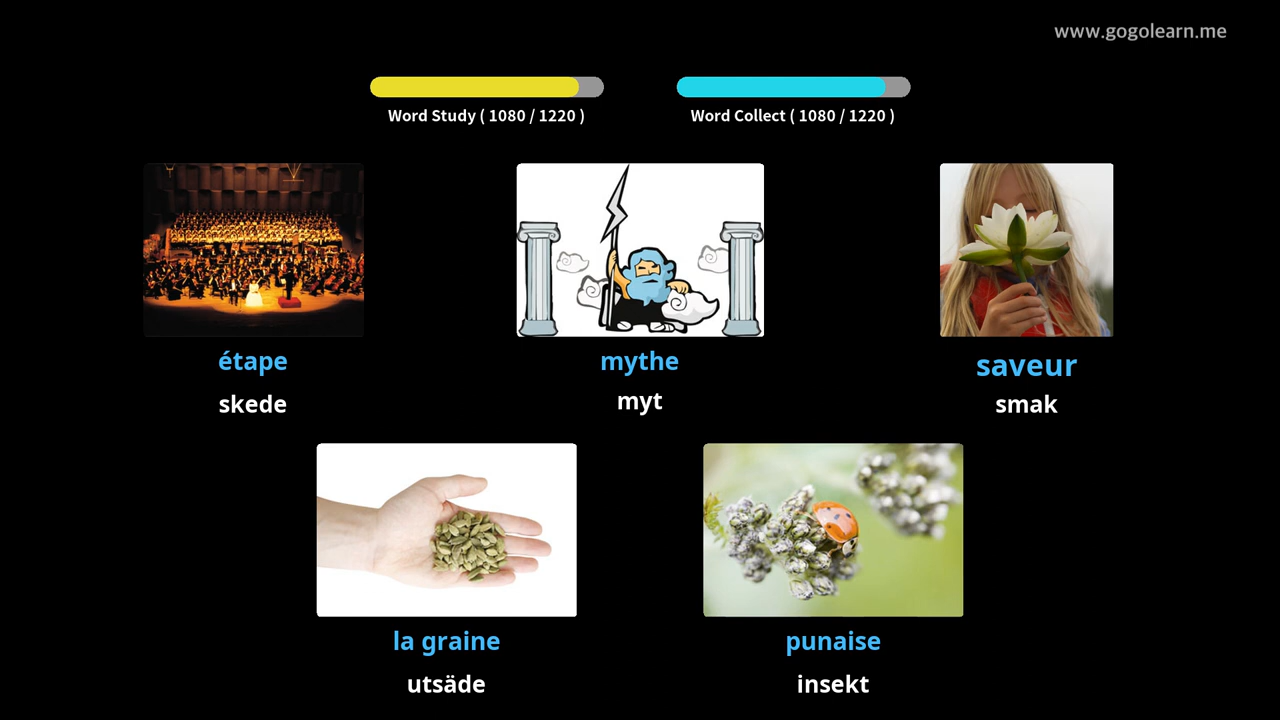 www.gogolearn.me
Word Study ( 1080 / 1220 )
Word Collect ( 1080 / 1220 )
étape
skede
mythe
myt
saveur
smak
la graine
utsäde
punaise
insekt